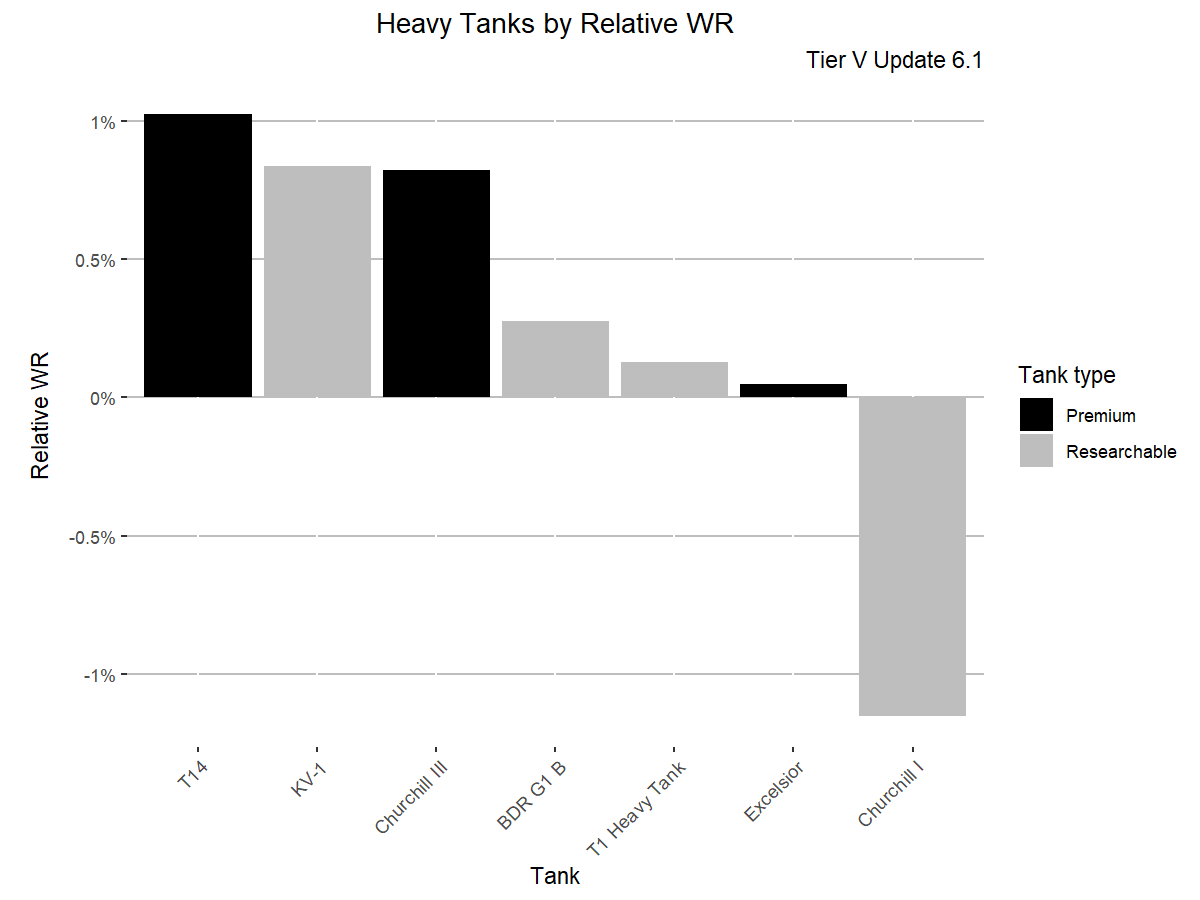 Heavy Tanks by Relative WR
Tier V Update 6.1
1%
0.5%
0%
-0.5%
-1%
Relative WR
T14
KV-1
Churchill III
BDR G1 B
T1 Heavy Tank
Excelsior
Churchill I
Tank
Tank type
Premium
Researchable